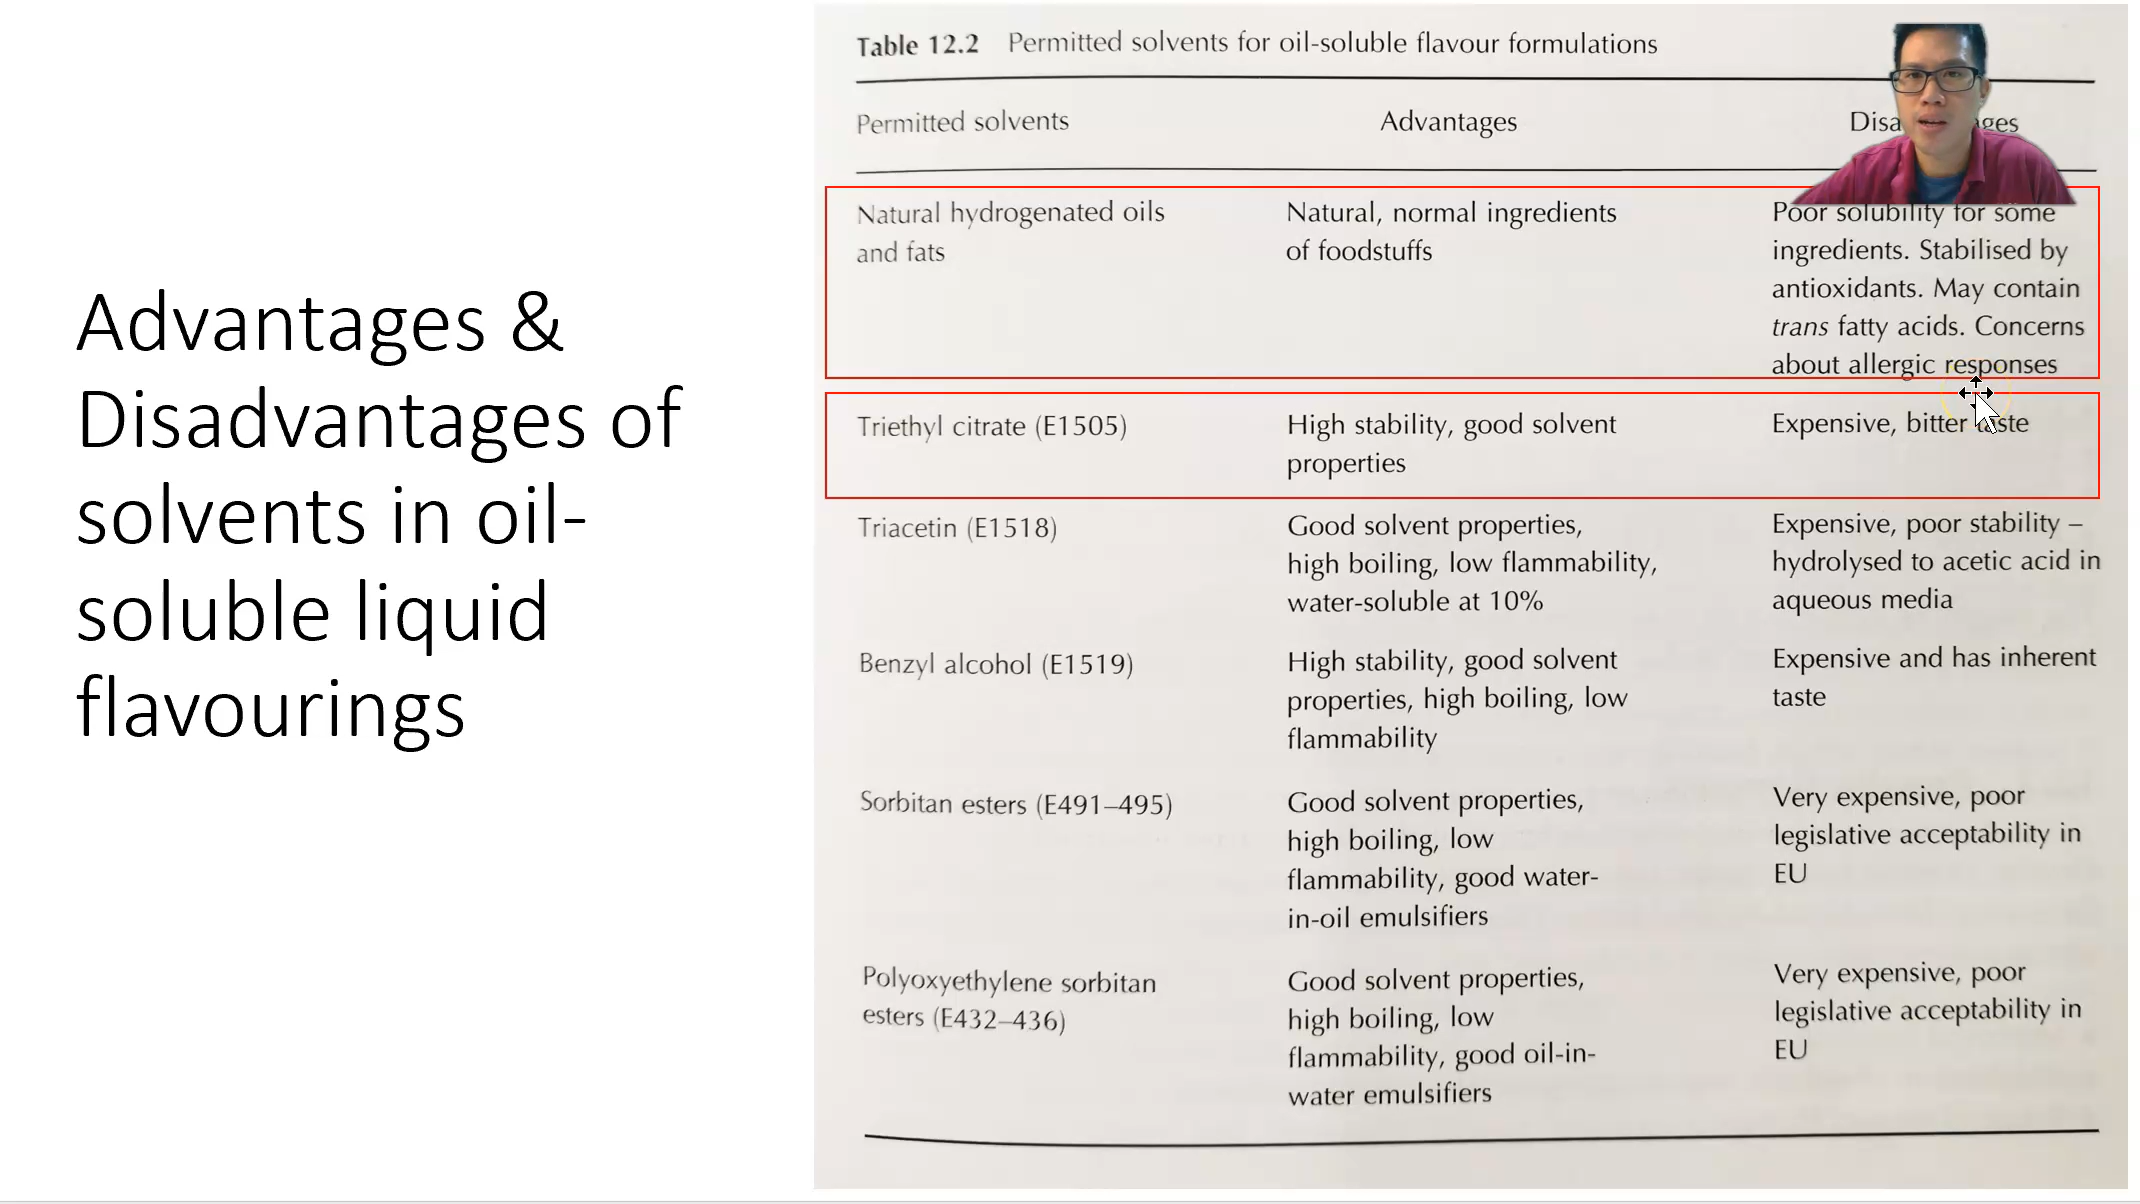 Advantages &
Disadvantages of
solvents in oil-
soluble liquid
flavourings
Table 12.2 Permitted solvents for oil-soluble flavour formulations
Permitted solvents Advantages
Natural hydrogenated oils
and fats
Natural, normal ingredients
of foodstuffs
Poor solubility for some
ingredients. Stabilised by
antioxidants. May contain
trans fatty acids. Concerns
about allergic responses
Triethyl citrate (E1505)
High stability, good solvent
properties
Expensive, bitter taste
Triacetin (E1518)
Good solvent properties,
high boiling, low flammability,
water-soluble at 10%
Expensive, poor stability –
hydrolysed to acetic acid in
aqueous media
Benzyl alcohol (E1519)
High stability, good solvent
properties, high boiling, low
flammability
Expensive and has inherent
taste
Sorbitan esters (E491–495)
Good solvent properties,
high boiling, low
flammability, good water-
in-oil emulsifiers
Very expensive, poor
legislative acceptability in
EU
Polyoxyethylene sorbitan
esters (E432–436)
Good solvent properties,
high boiling, low
flammability, good oil-in-
water emulsifiers
Very expensive, poor
legislative acceptability in
EU